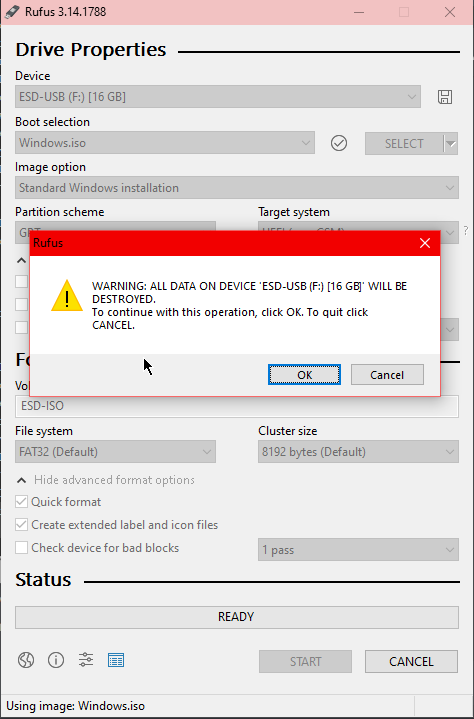 Rufus 3.14.1788
Drive Properties
Device
ESD-USB (F:) [16 GB]
Boot selection
Windows.iso
SELECT
Image option
Standard Windows installation
Partition scheme
Target system
?
Rufus
WARNING: ALL DATA ON DEVICE 'ESD-USB (F:) [16 GB]' WILL BE
DESTROYED.
To continue with this operation, click OK. To quit click
CANCEL.
OK
Cancel
ESD-ISO
File system
Cluster size
FAT32 (Default)
8192 bytes (Default)
Hide advanced format options
Quick format
Create extended label and icon files
Check device for bad blocks
1 pass
Status
READY
START
CANCEL
Using image: Windows.iso